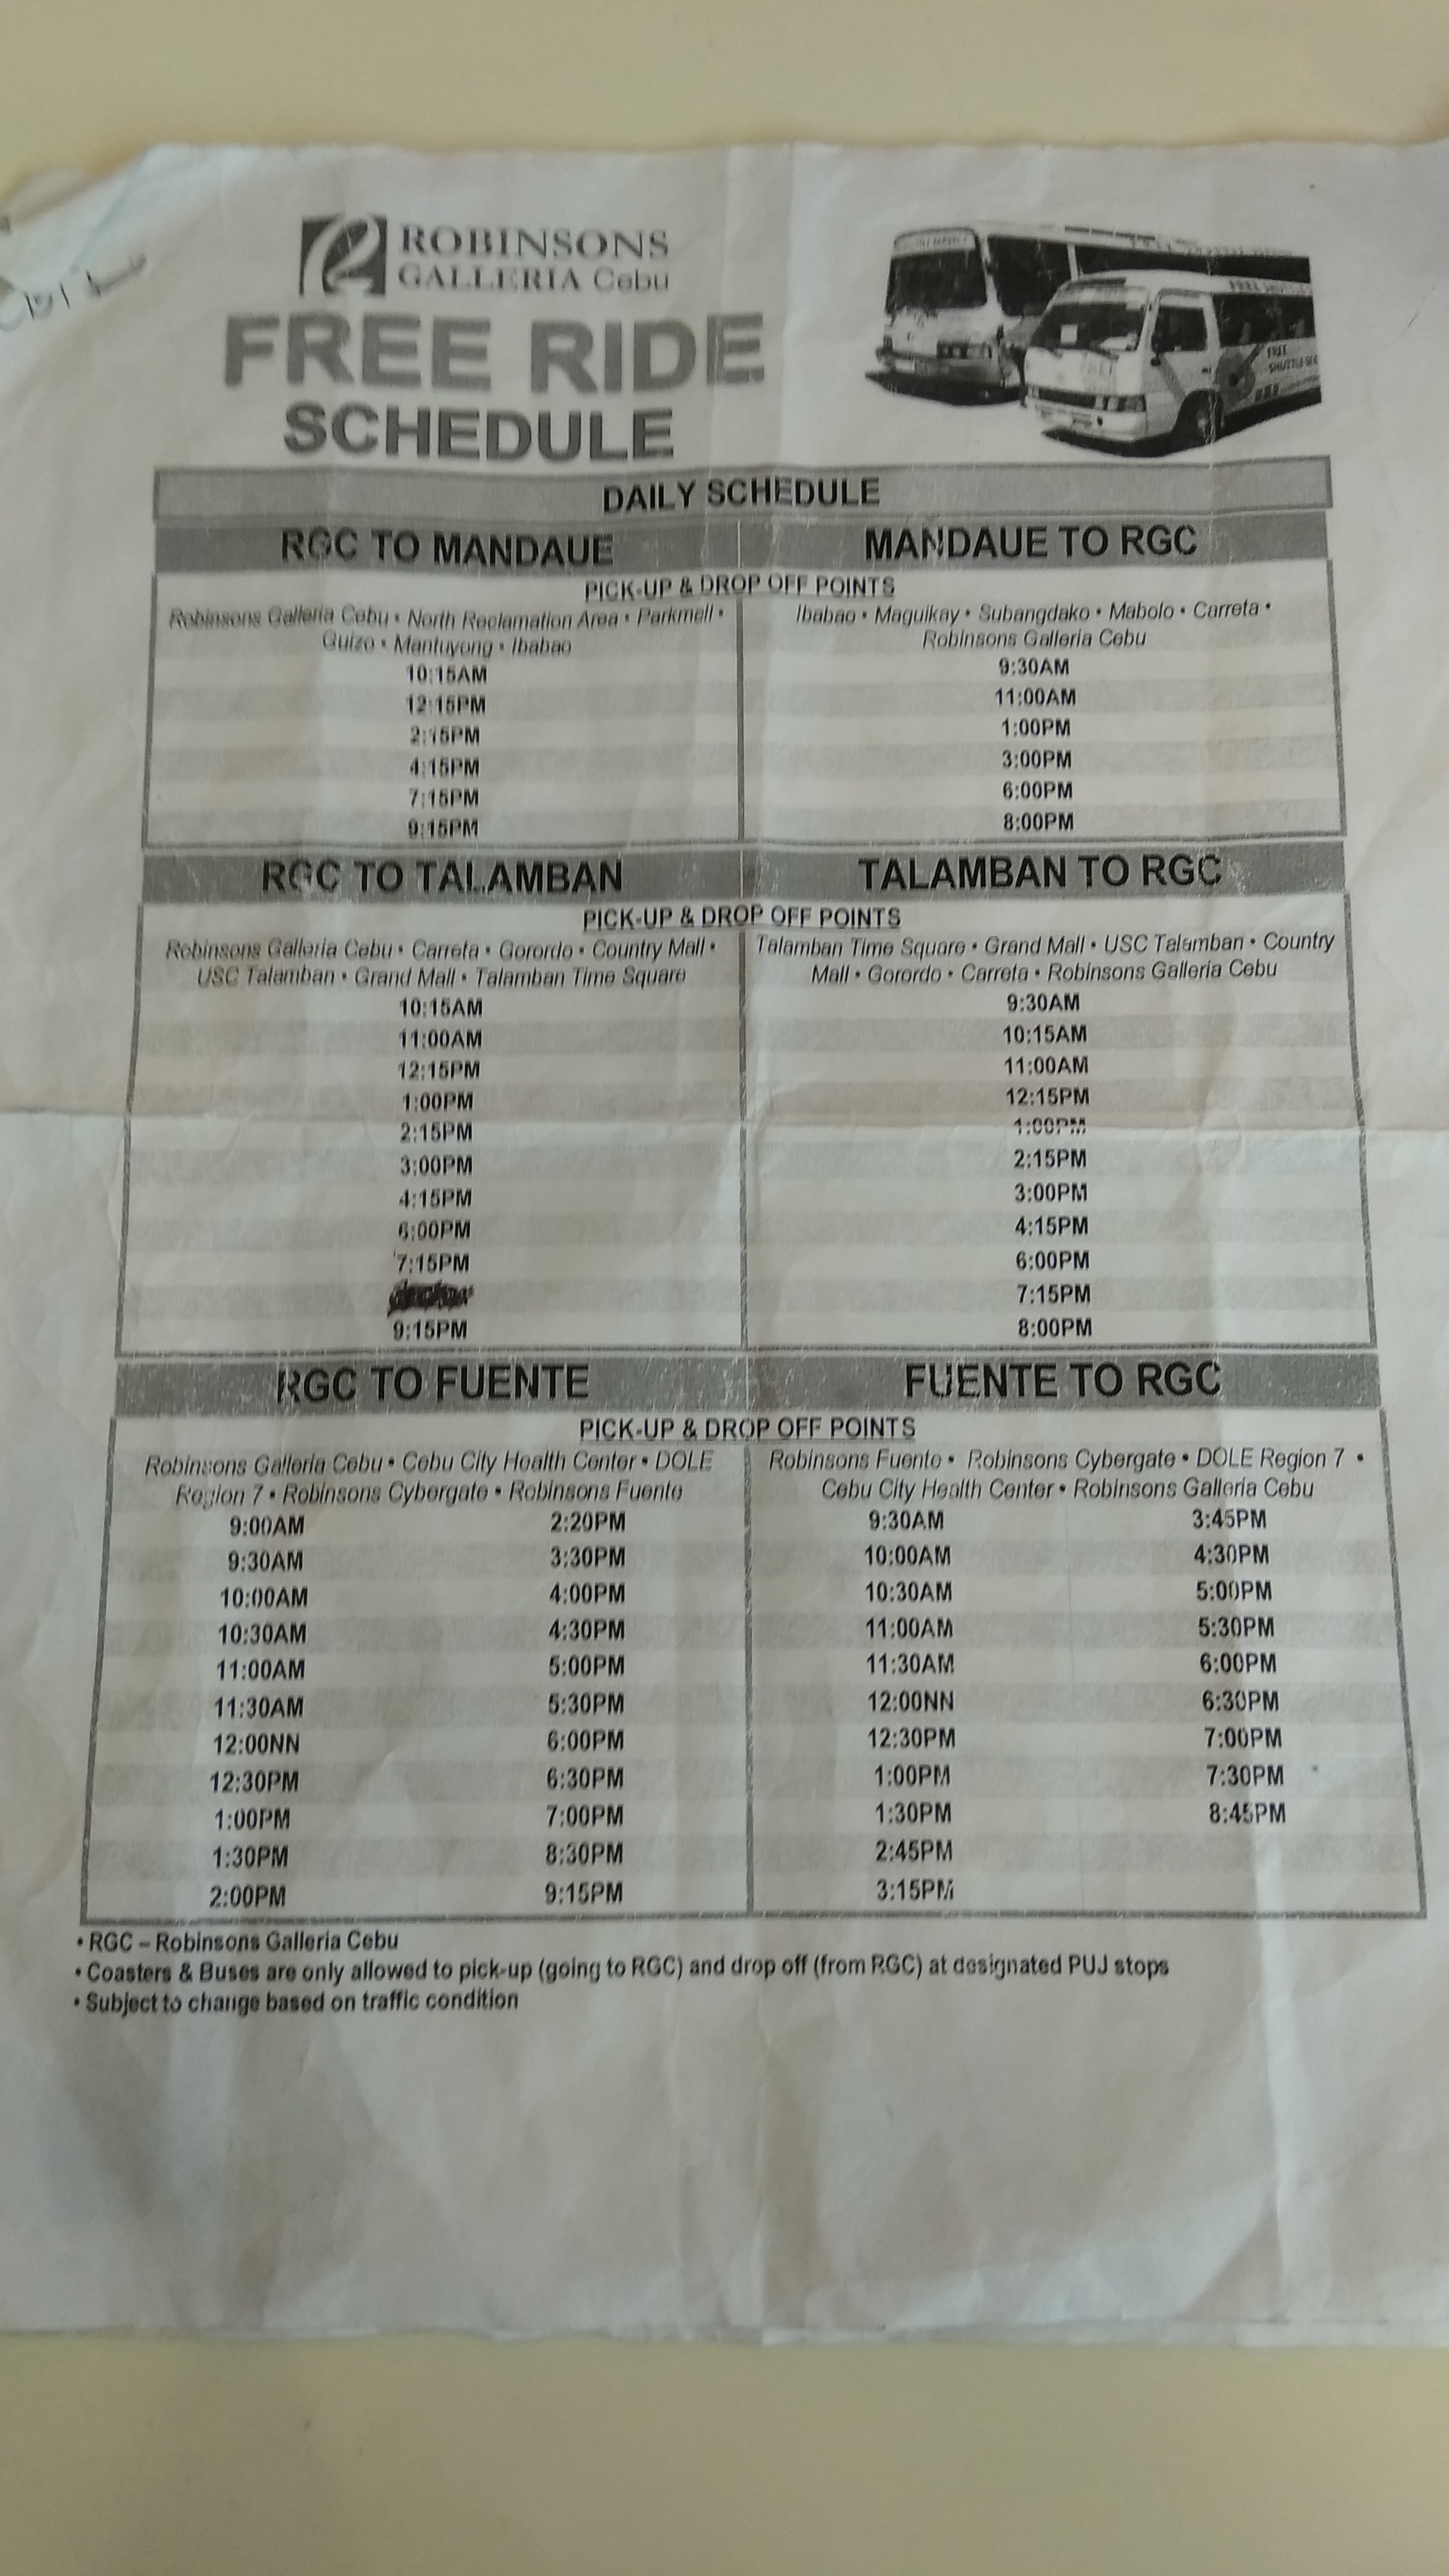 ROBINSONS
GALLERIA Cebu
FREE RIDE
SCHEDULE
FREE
DAILY SCHEDULE
RGC TO MANDAUE
MANDAUE TO RGC
PICK-UP & DROP OFF POINTS
Robinsons Galleria Cebu • North Reclamation Area • Parkmall •
Guizo • Mantuyong • Ibabao
Ibabao • Maguikay • Subangdako • Mabolo • Carreta •
Robinsons Galleria Cebu
10:15AM
12:15PM
2:15PM
4:15PM
7:15PM
9:15PM
9:30AM
11:00AM
1:00PM
3:00PM
6:00PM
8:00PM
RGC TO TALAMBAN
TALAMBAN TO RGC
PICK-UP & DROP OFF POINTS
Robinsons Galleria Cebu • Carreta • Gorordo • Country Mall •
USC Talamban • Grand Mall • Talamban Time Square
Talamban Time Square • Grand Mall • USC Talamban • Country
Mall • Gorordo • Carreta • Robinsons Galleria Cebu
10:15AM
11:00AM
12:15PM
1:00PM
2:15PM
3:00PM
4:15PM
6:00PM
7:15PM
9:15PM
9:30AM
10:15AM
11:00AM
12:15PM
1:00PM
2:15PM
3:00PM
4:15PM
6:00PM
7:15PM
8:00PM
RGC TO FUENTE
FUENTE TO RGC
PICK-UP & DROP OFF POINTS
Robinsons Galleria Cebu • Cebu City Health Center • DOLE
Region 7 • Robinsons Cybergate • Robinsons Fuente
Robinsons Fuente • Robinsons Cybergate • DOLE Region 7 •
Cebu City Health Center • Robinsons Galleria Cebu
9:00AM
9:30AM
10:00AM
10:30AM
11:00AM
11:30AM
12:00NN
12:30PM
1:00PM
1:30PM
2:00PM
2:20PM
3:30PM
4:00PM
4:30PM
5:00PM
5:30PM
6:00PM
6:30PM
7:00PM
8:30PM
9:15PM
9:30AM
10:00AM
10:30AM
11:00AM
11:30AM
12:00NN
12:30PM
1:00PM
1:30PM
2:45PM
3:15PM
3:45PM
4:30PM
5:00PM
5:30PM
6:00PM
6:30PM
7:00PM
7:30PM
8:45PM
• RGC – Robinsons Galleria Cebu
• Coasters & Buses are only allowed to pick-up (going to RGC) and drop off (from RGC) at designated PUJ stops
• Subject to change based on traffic condition